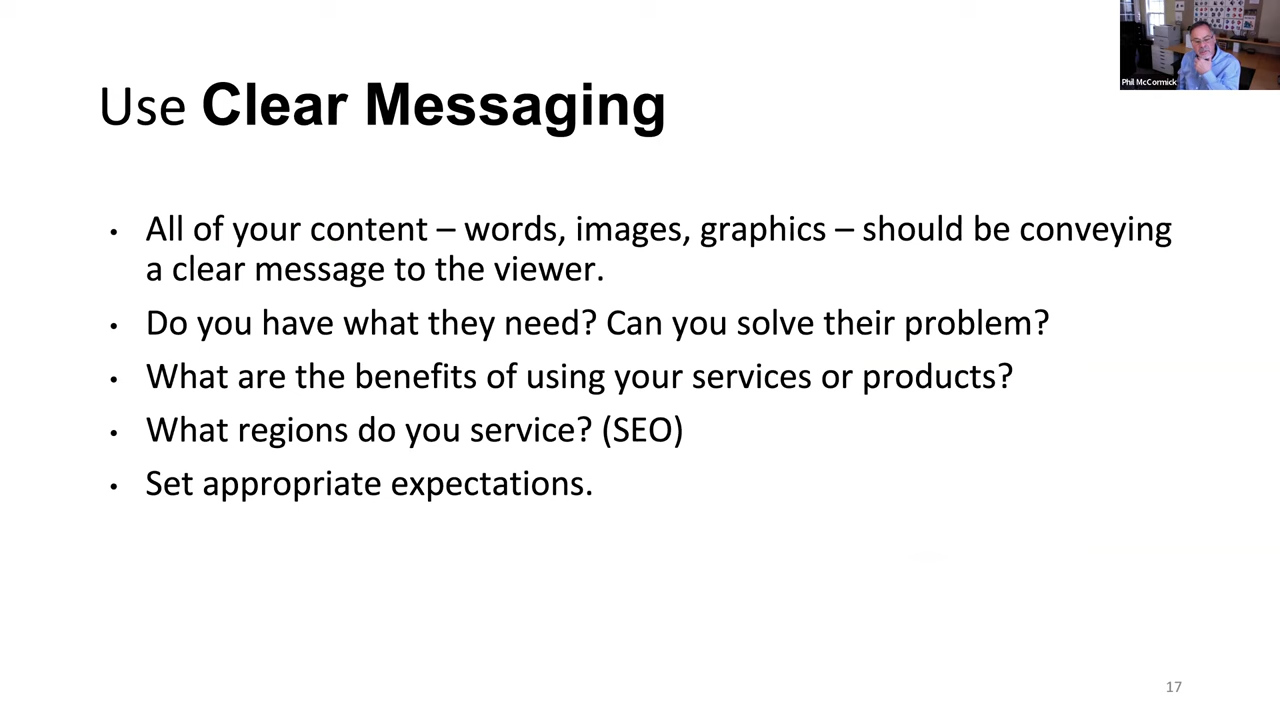 Use Clear Messaging
• All of your content – words, images, graphics – should be conveying
a clear message to the viewer.
• Do you have what they need? Can you solve their problem?
• What are the benefits of using your services or products?
• What regions do you service? (SEO)
• Set appropriate expectations.
Phil McCormick
17